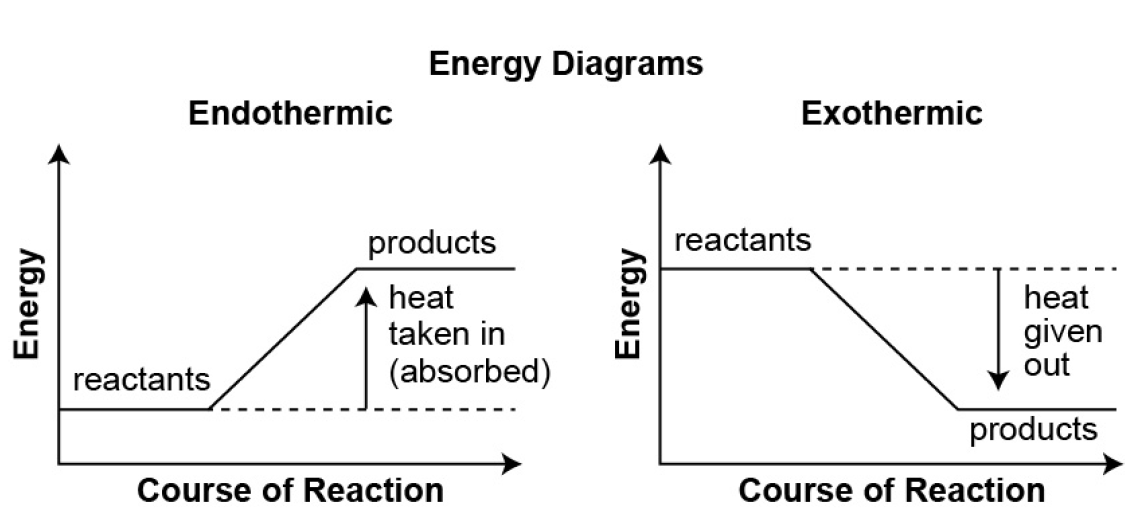 Energy Diagrams
Endothermic
Energy
products
heat
taken in
(absorbed)
reactants
Course of Reaction
Exothermic
Energy
reactants
heat
given
out
products
Course of Reaction